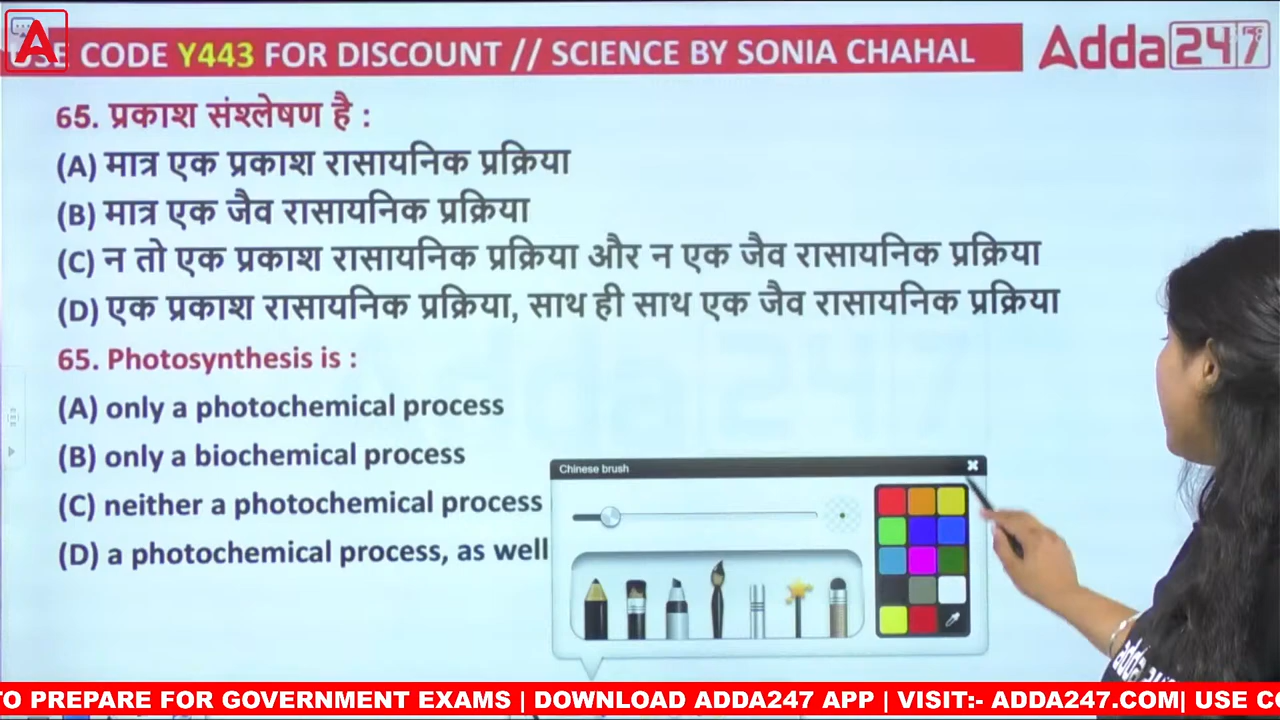 A
USE CODE Y443 FOR DISCOUNT // SCIENCE BY SONIA CHAHAL
Adda247
65. प्रकाश संश्लेषण है :
(A) मात्र एक प्रकाश रासायनिक प्रक्रिया
(B) मात्र एक जैव रासायनिक प्रक्रिया
(C) न तो एक प्रकाश रासायनिक प्रक्रिया और न एक जैव रासायनिक प्रक्रिया
(D) एक प्रकाश रासायनिक प्रक्रिया, साथ ही साथ एक जैव रासायनिक प्रक्रिया
65. Photosynthesis is :
(A) only a photochemical process
(B) only a biochemical process
(C) neither a photochemical process
(D) a photochemical process, as well
Chinese brush
adda
TO PREPARE FOR GOVERNMENT EXAMS | DOWNLOAD ADDA247 APP | VISIT:- ADDA247.COM| USE CO